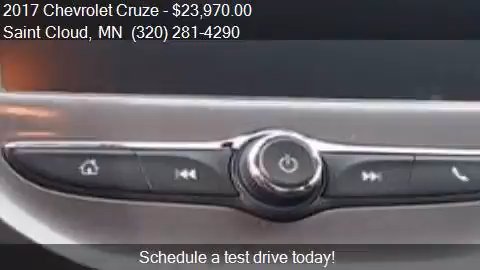 2017 Chevrolet Cruze - $23,970.00
Saint Cloud, MN  (320) 281-4290
Schedule a test drive today!